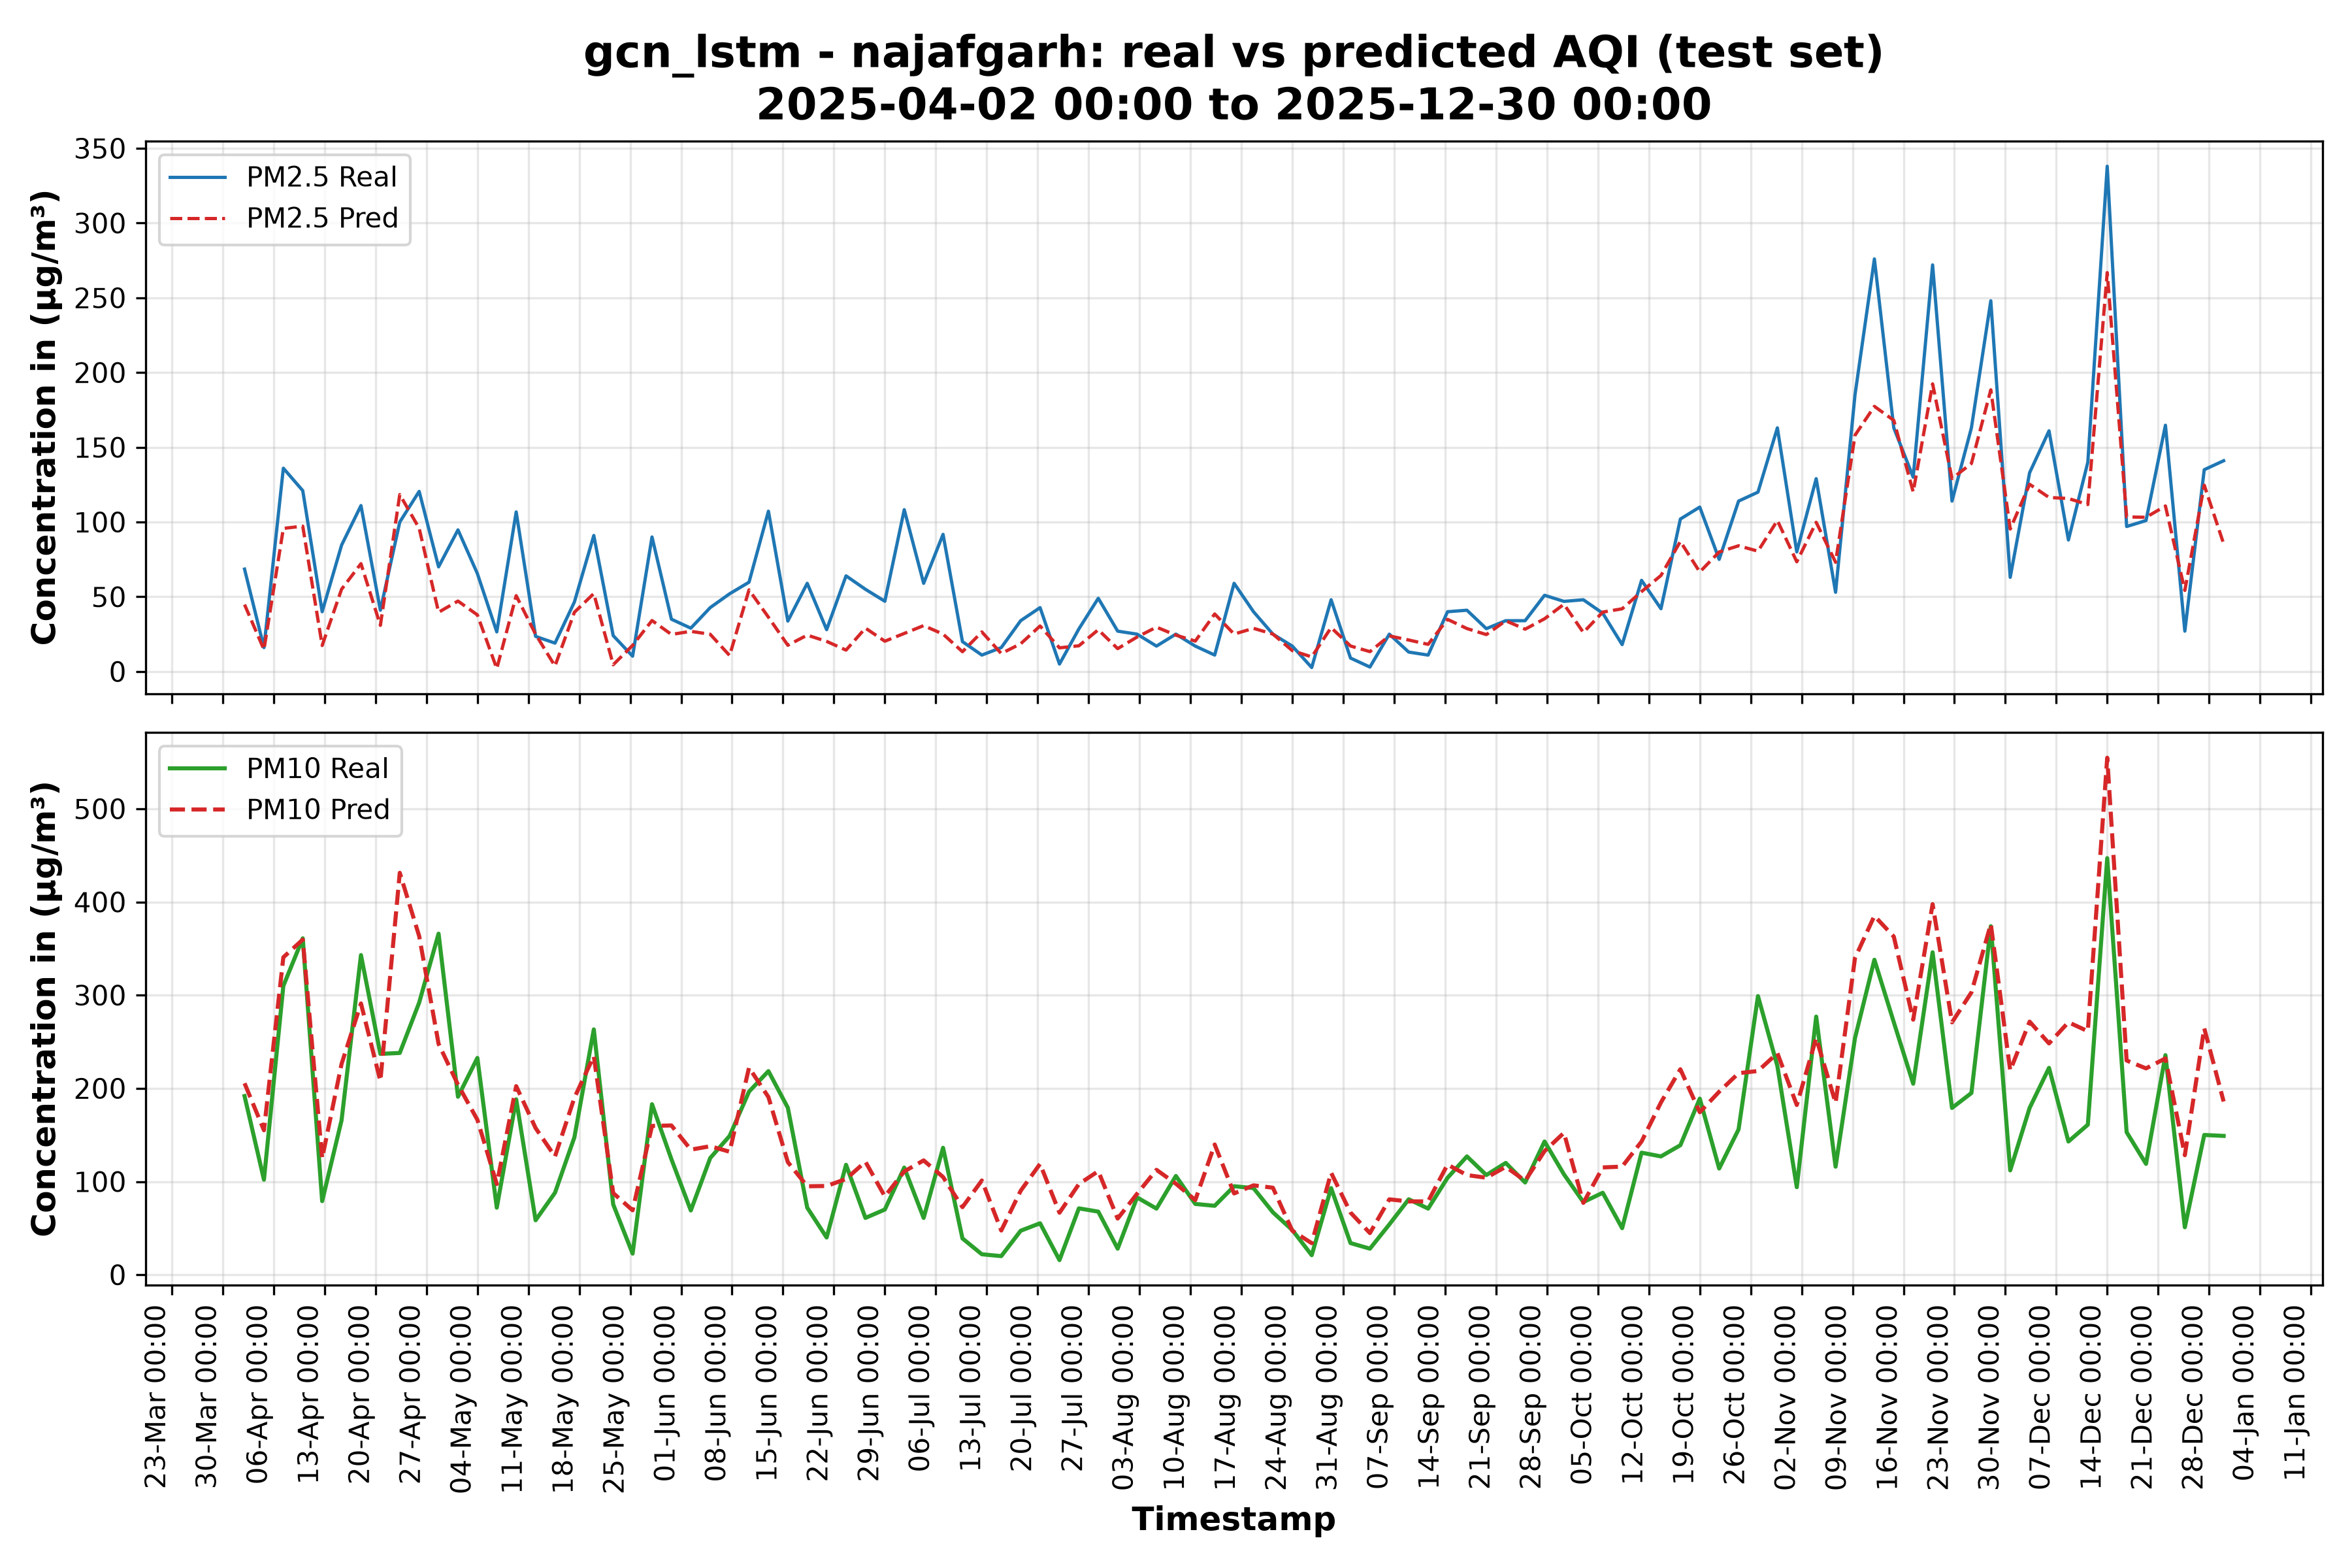 gcn_lstm - najafgarh: real vs predicted AQI (test set)
2025-04-02 00:00 to 2025-12-30 00:00
Concentration in (µg/m³)
350
300
250
200
150
100
50
0
PM2.5 Real
PM2.5 Pred
Concentration in (µg/m³)
500
400
300
200
100
0
PM10 Real
PM10 Pred
23-Mar 00:00
30-Mar 00:00
06-Apr 00:00
13-Apr 00:00
20-Apr 00:00
27-Apr 00:00
04-May 00:00
11-May 00:00
18-May 00:00
25-May 00:00
01-Jun 00:00
08-Jun 00:00
15-Jun 00:00
22-Jun 00:00
29-Jun 00:00
06-Jul 00:00
13-Jul 00:00
20-Jul 00:00
27-Jul 00:00
03-Aug 00:00
10-Aug 00:00
17-Aug 00:00
24-Aug 00:00
31-Aug 00:00
07-Sep 00:00
14-Sep 00:00
21-Sep 00:00
28-Sep 00:00
05-Oct 00:00
12-Oct 00:00
19-Oct 00:00
26-Oct 00:00
02-Nov 00:00
09-Nov 00:00
16-Nov 00:00
23-Nov 00:00
30-Nov 00:00
07-Dec 00:00
14-Dec 00:00
21-Dec 00:00
28-Dec 00:00
04-Jan 00:00
11-Jan 00:00
Timestamp